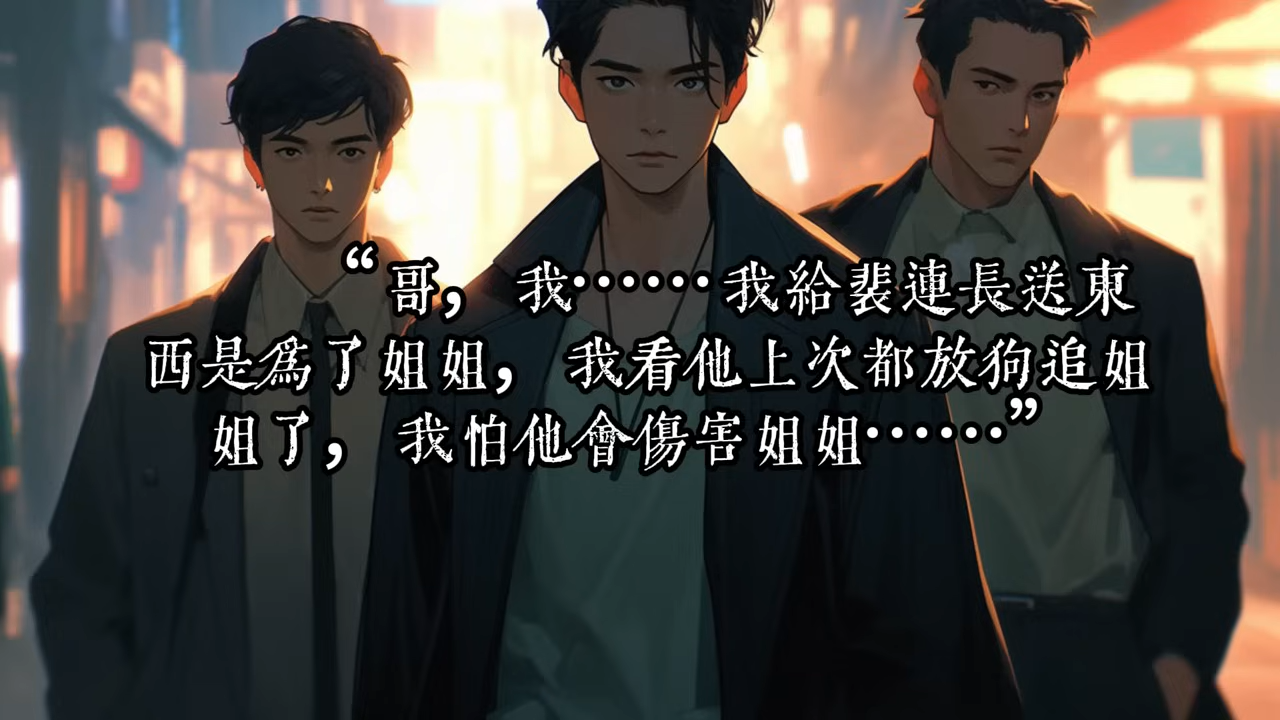 “哥，我……我給裴連長送東
西是爲了姐姐，我看他上次都放狗追姐
姐了，我怕他會傷害姐姐……”